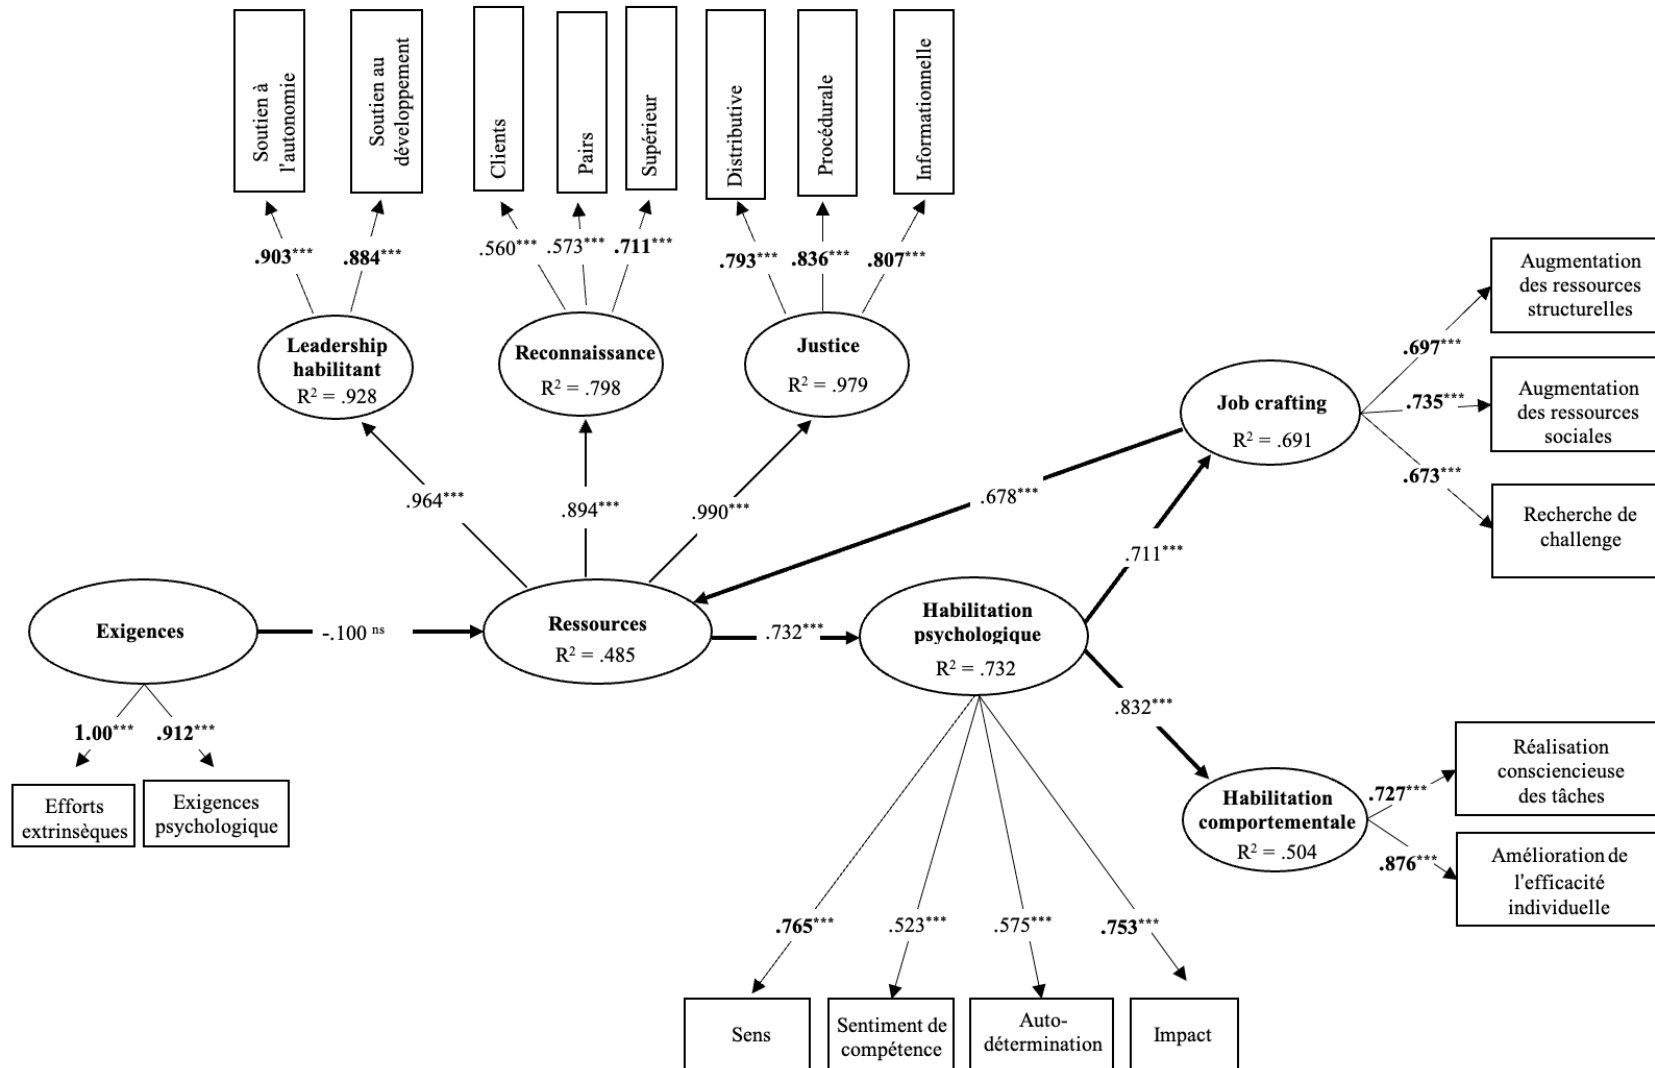 Soutien à
l'autonomie
Soutien au
développement
Clients
Pairs
Supérieur
Distributive
Procédurale
Informationnelle
.903***
.884***
.560***
.573***
.711***
.793***
.836***
.807***
Leadership
habilitant
R² = .928
Reconnaissance
R² = .798
Justice
R² = .979
Job crafting
R² = .691
.697***
.735***
.673***
Augmentation
des ressources
structurelles
Augmentation
des ressources
sociales
Recherche de
challenge
.964***
.894***
.990***
.678***
.711***
Exigences
-.100 ns
Ressources
R² = .485
.732***
Habilitation
psychologique
R² = .732
.832***
1.00***
.912***
Efforts
extrinsèques
Exigences
psychologique
Habilitation
comportementale
R² = .504
.727***
.876***
Réalisation
consciencieuse
des tâches
Amélioration de
l'efficacité
individuelle
.765***
.523***
.575***
.753***
Sens
Sentiment de
compétence
Auto-
détermination
Impact